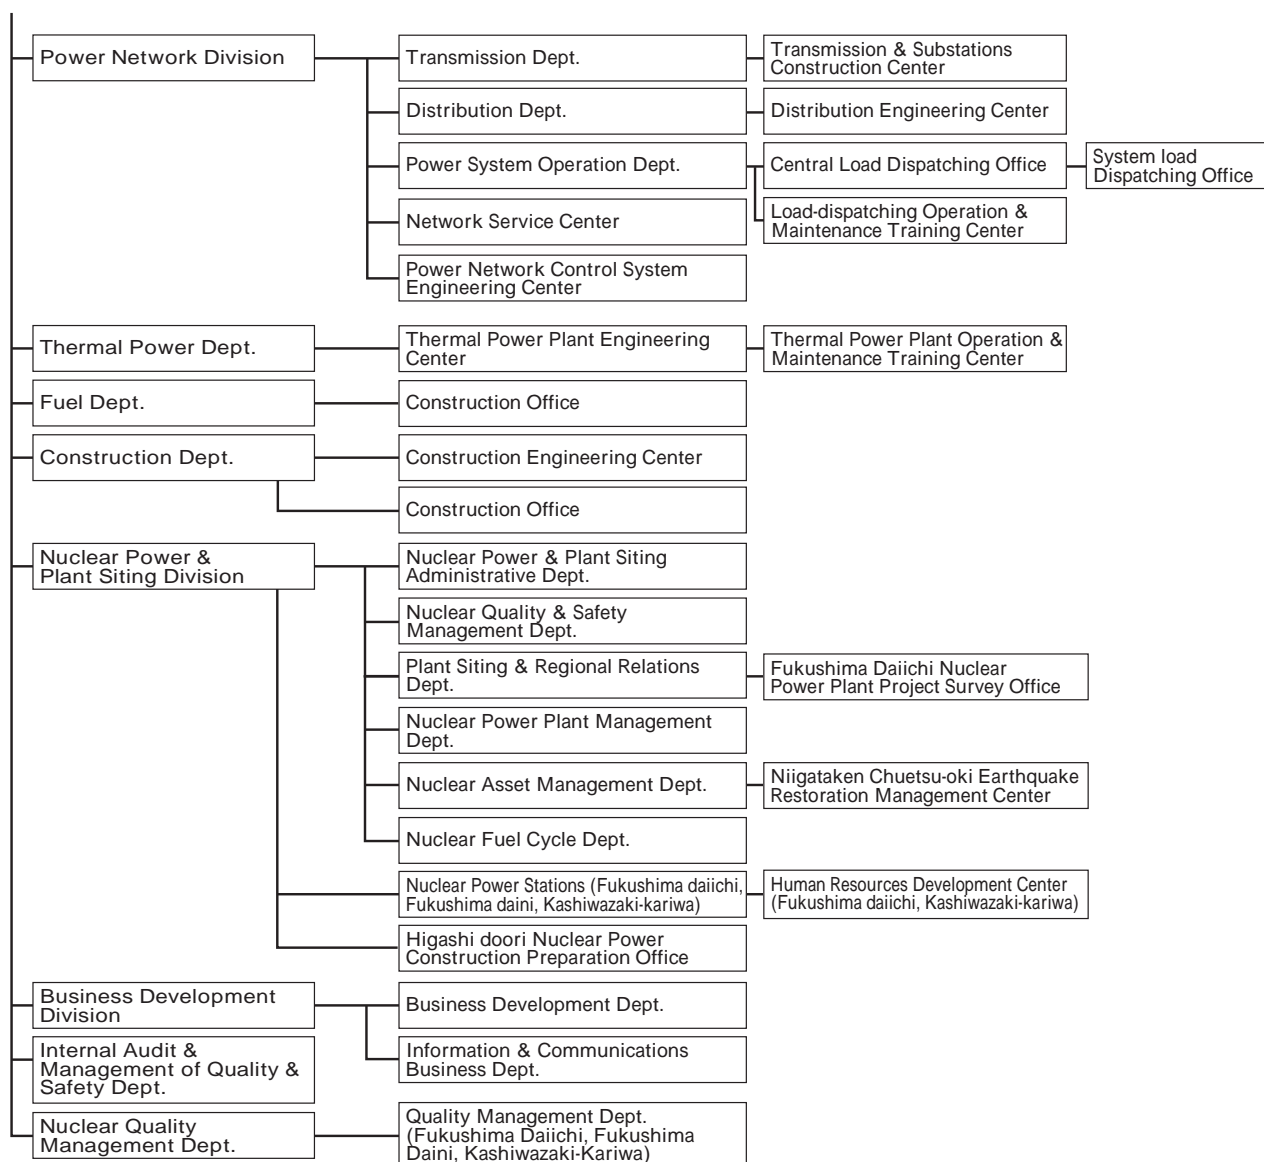 Power Network Division
Transmission Dept.
Transmission & Substations
Construction Center
Distribution Dept.
Distribution Engineering Center
Power System Operation Dept.
Central Load Dispatching Office
System load
Dispatching Office
Load-dispatching Operation &
Maintenance Training Center
Network Service Center
Power Network Control System
Engineering Center
Thermal Power Dept.
Thermal Power Plant Engineering
Center
Thermal Power Plant Operation &
Maintenance Training Center
Fuel Dept.
Construction Office
Construction Dept.
Construction Engineering Center
Construction Office
Nuclear Power &
Plant Siting Division
Nuclear Power & Plant Siting
Administrative Dept.
Nuclear Quality & Safety
Management Dept.
Plant Siting & Regional Relations
Dept.
Fukushima Daiichi Nuclear
Power Plant Project Survey Office
Nuclear Power Plant Management
Dept.
Nuclear Asset Management Dept.
Niigataken Chuetsu-oki Earthquake
Restoration Management Center
Nuclear Fuel Cycle Dept.
Nuclear Power Stations (Fukushima daiichi,
Fukushima daini, Kashiwazaki-kariwa)
Human Resources Development Center
(Fukushima daiichi, Kashiwazaki-kariwa)
Higashi doori Nuclear Power
Construction Preparation Office
Business Development
Division
Business Development Dept.
Information & Communications
Business Dept.
Internal Audit &
Management of Quality &
Safety Dept.
Nuclear Quality
Management Dept.
Quality Management Dept.
(Fukushima Daiichi, Fukushima
Daini, Kashiwazaki-Kariwa)